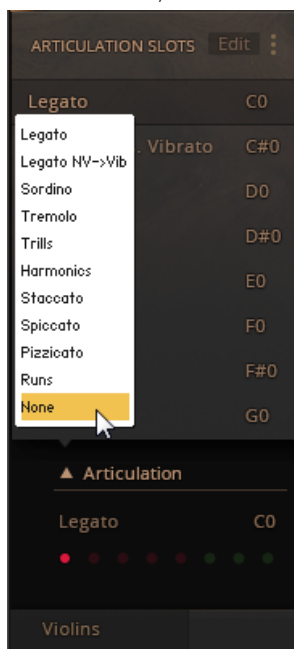 ARTICULATION SLOTS Edit
Legato C0
Legato
. Vibrato C#0
Legato NV->Vib
Sordino
D0
Tremolo
Trills
D#0
Harmonics
E0
Staccato
Spiccato
F0
Pizzicato
Runs
F#0
None
G0
▲ Articulation
Legato C0
Violins